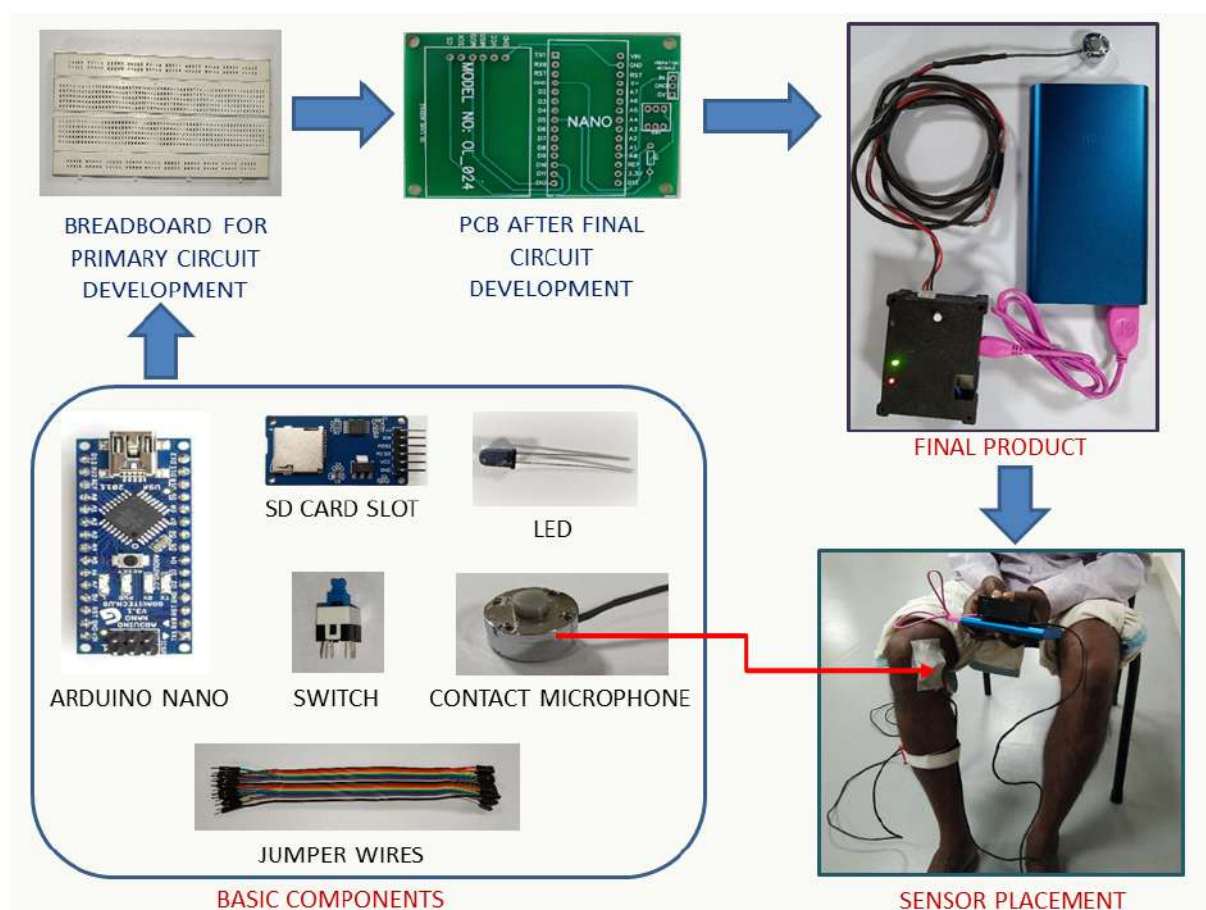 BREADBOARD FOR
PRIMARY CIRCUIT
DEVELOPMENT
PCB AFTER FINAL
CIRCUIT
DEVELOPMENT
MODEL NO: OL_024
NANO
FINAL PRODUCT
SD CARD SLOT
LED
ARDUINO NANO
SWITCH
CONTACT MICROPHONE
JUMPER WIRES
BASIC COMPONENTS
SENSOR PLACEMENT